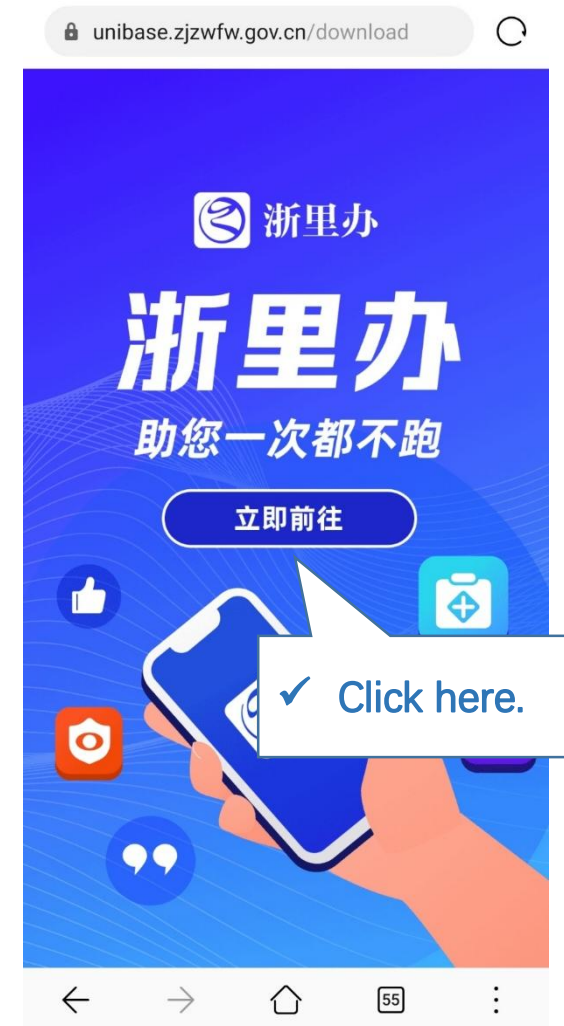 unibase.zjzwfw.gov.cn/download
浙里办
浙里办
助您一次都不跑
立即前往
✓ Click here.
55